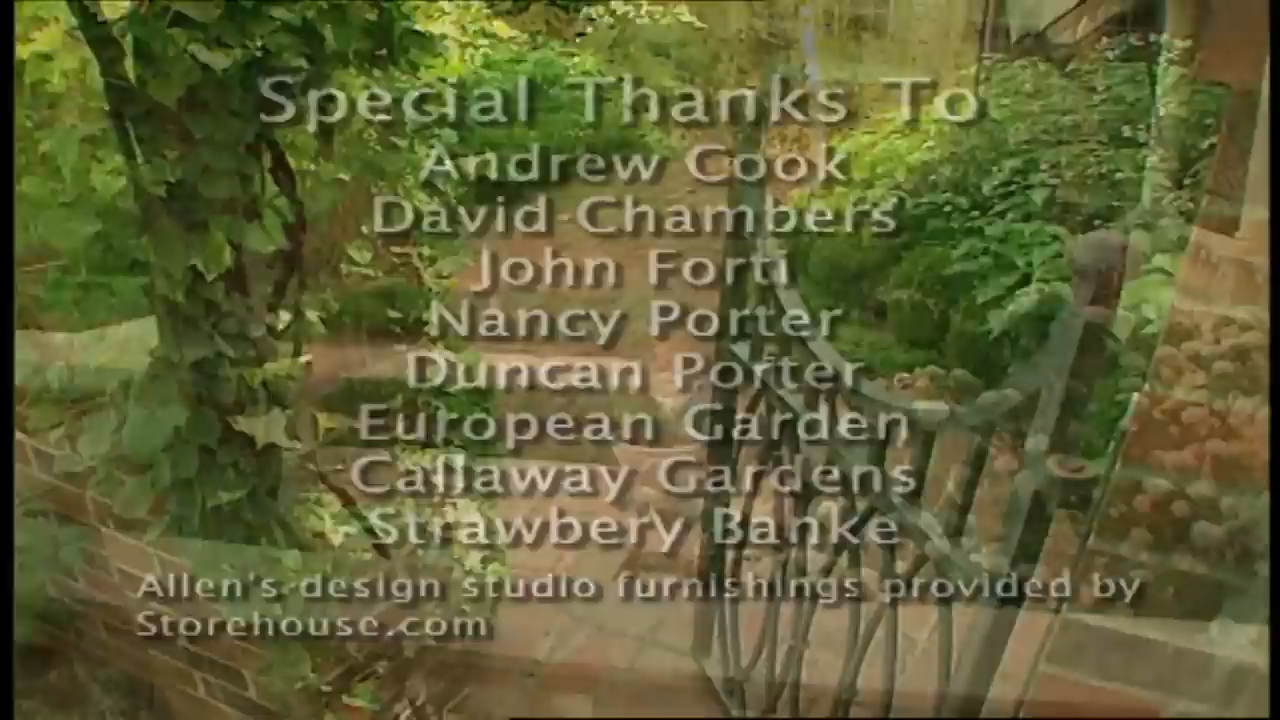 Special Thanks To
Andrew Cook
David Chambers
John Forti
Nancy Porter
Duncan Porter
European Garden
Callaway Gardens
Strawbery Banke
Allen's design studio furnishings provided by
Storehouse.com